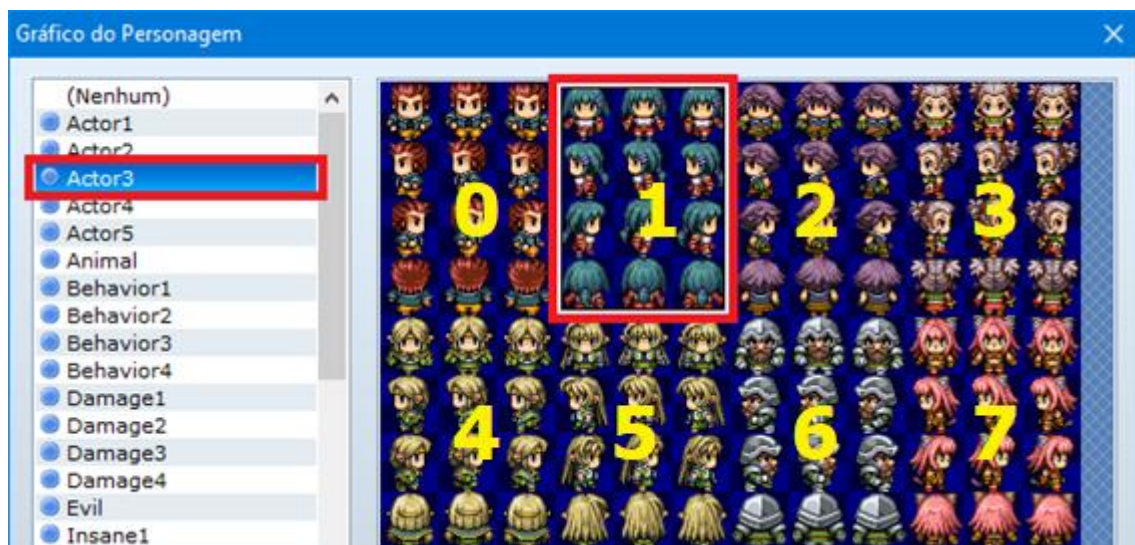 Gráfico do Personagem
(Nenhum)
Actor1
Actor2
Actor3
Actor4
Actor5
Animal
Behavior1
Behavior2
Behavior3
Behavior4
Damage1
Damage2
Damage3
Damage4
Evil
Insane1
0 1 2 3
4 5 6 7